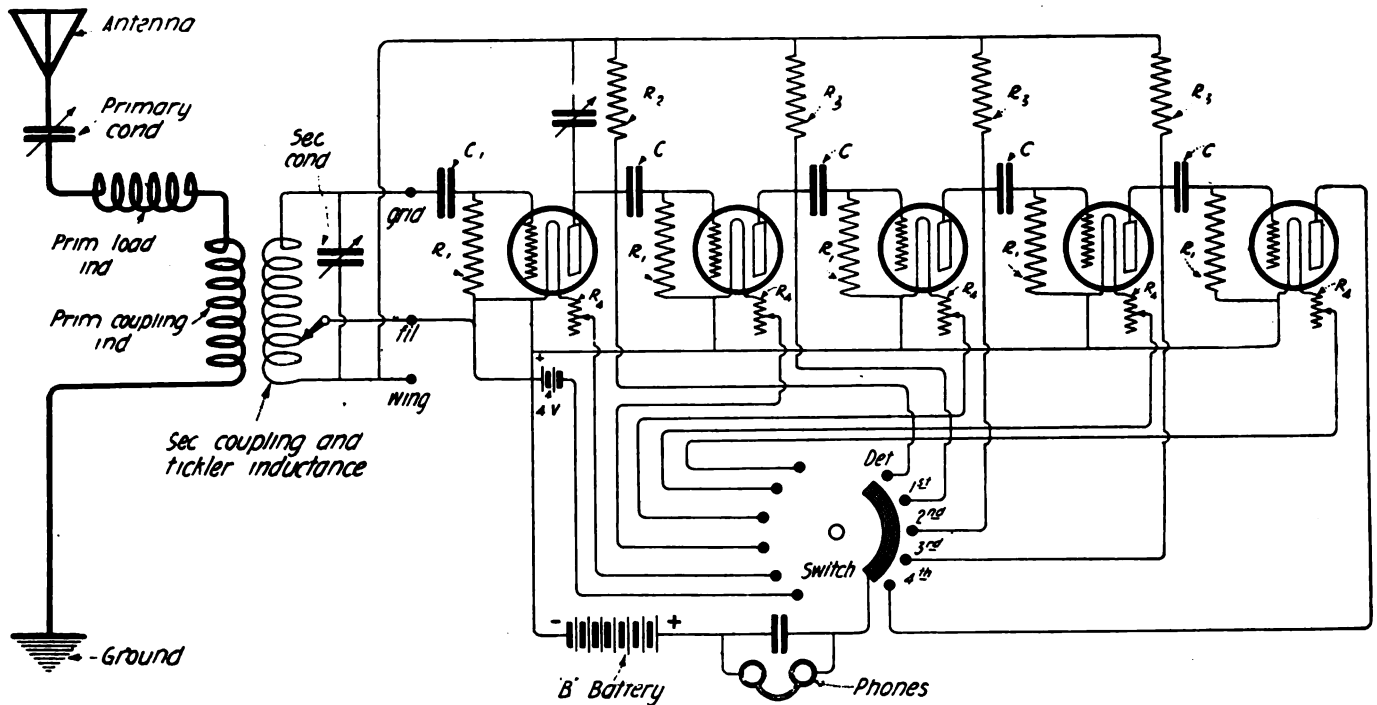 Antenna
Primary
cond
Sec
cond
Prim load
ind
Prim coupling
ind
Sec coupling and
tickler inductance
Ground
grid
fil
wing
C1
R1
R2
R3
R3
R3
C
C
C
C
R1
R1
R1
R1
R4
R4
R4
R4
R4
+
4V
Det
1st
2nd
3rd
4th
Switch
-
+
"B" Battery
Phones